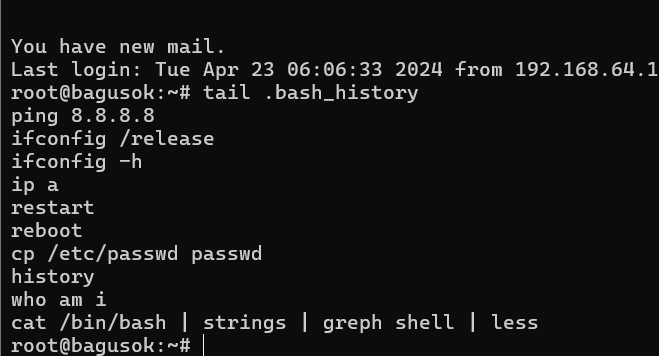 You have new mail.
Last login: Tue Apr 23 06:06:33 2024 from 192.168.64.1
root@bagusok:~# tail .bash_history
ping 8.8.8.8
ifconfig /release
ifconfig -h
ip a
restart
reboot
cp /etc/passwd passwd
history
who am i
cat /bin/bash | strings | greph shell | less
root@bagusok:~#